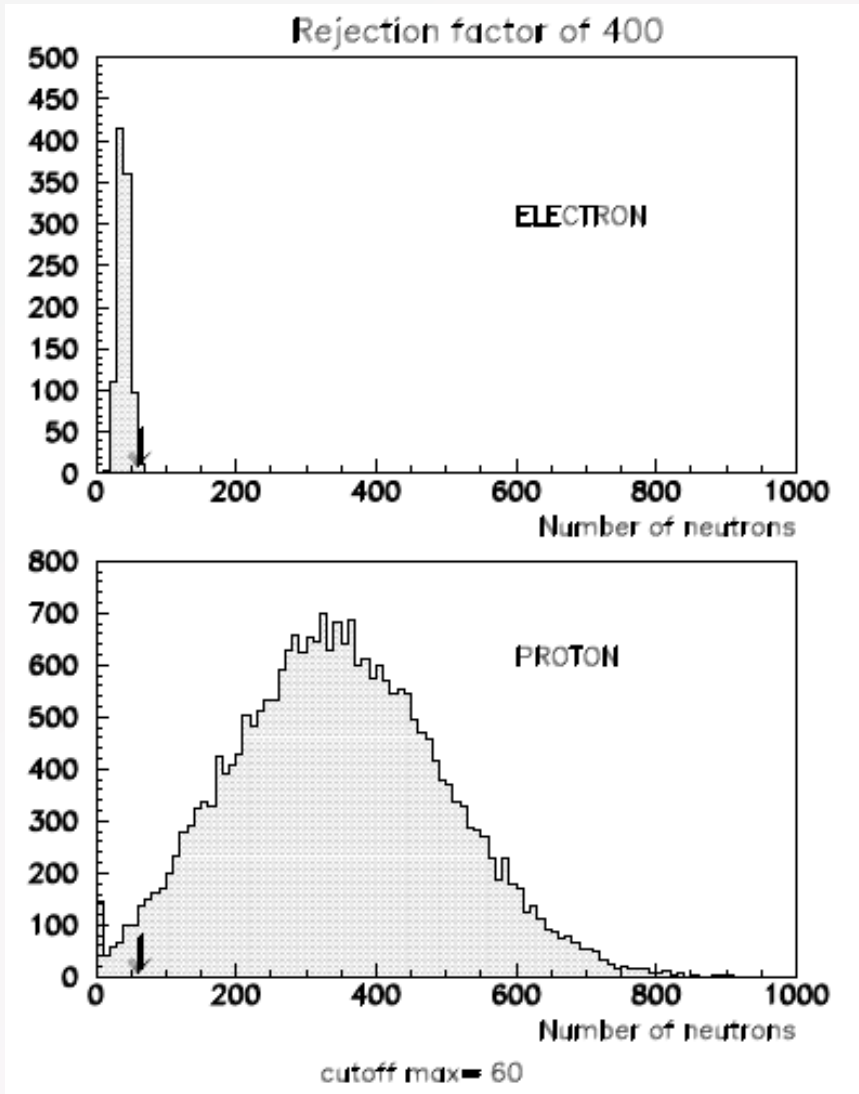 Rejection factor of 400
500
450
400
350
300
250
200
150
100
50
0
ELECTRON
0 200 400 600 800 1000
Number of neutrons
800
700
600
500
400
300
200
100
0
PROTON
0 200 400 600 800 1000
Number of neutrons
cutoff max= 60